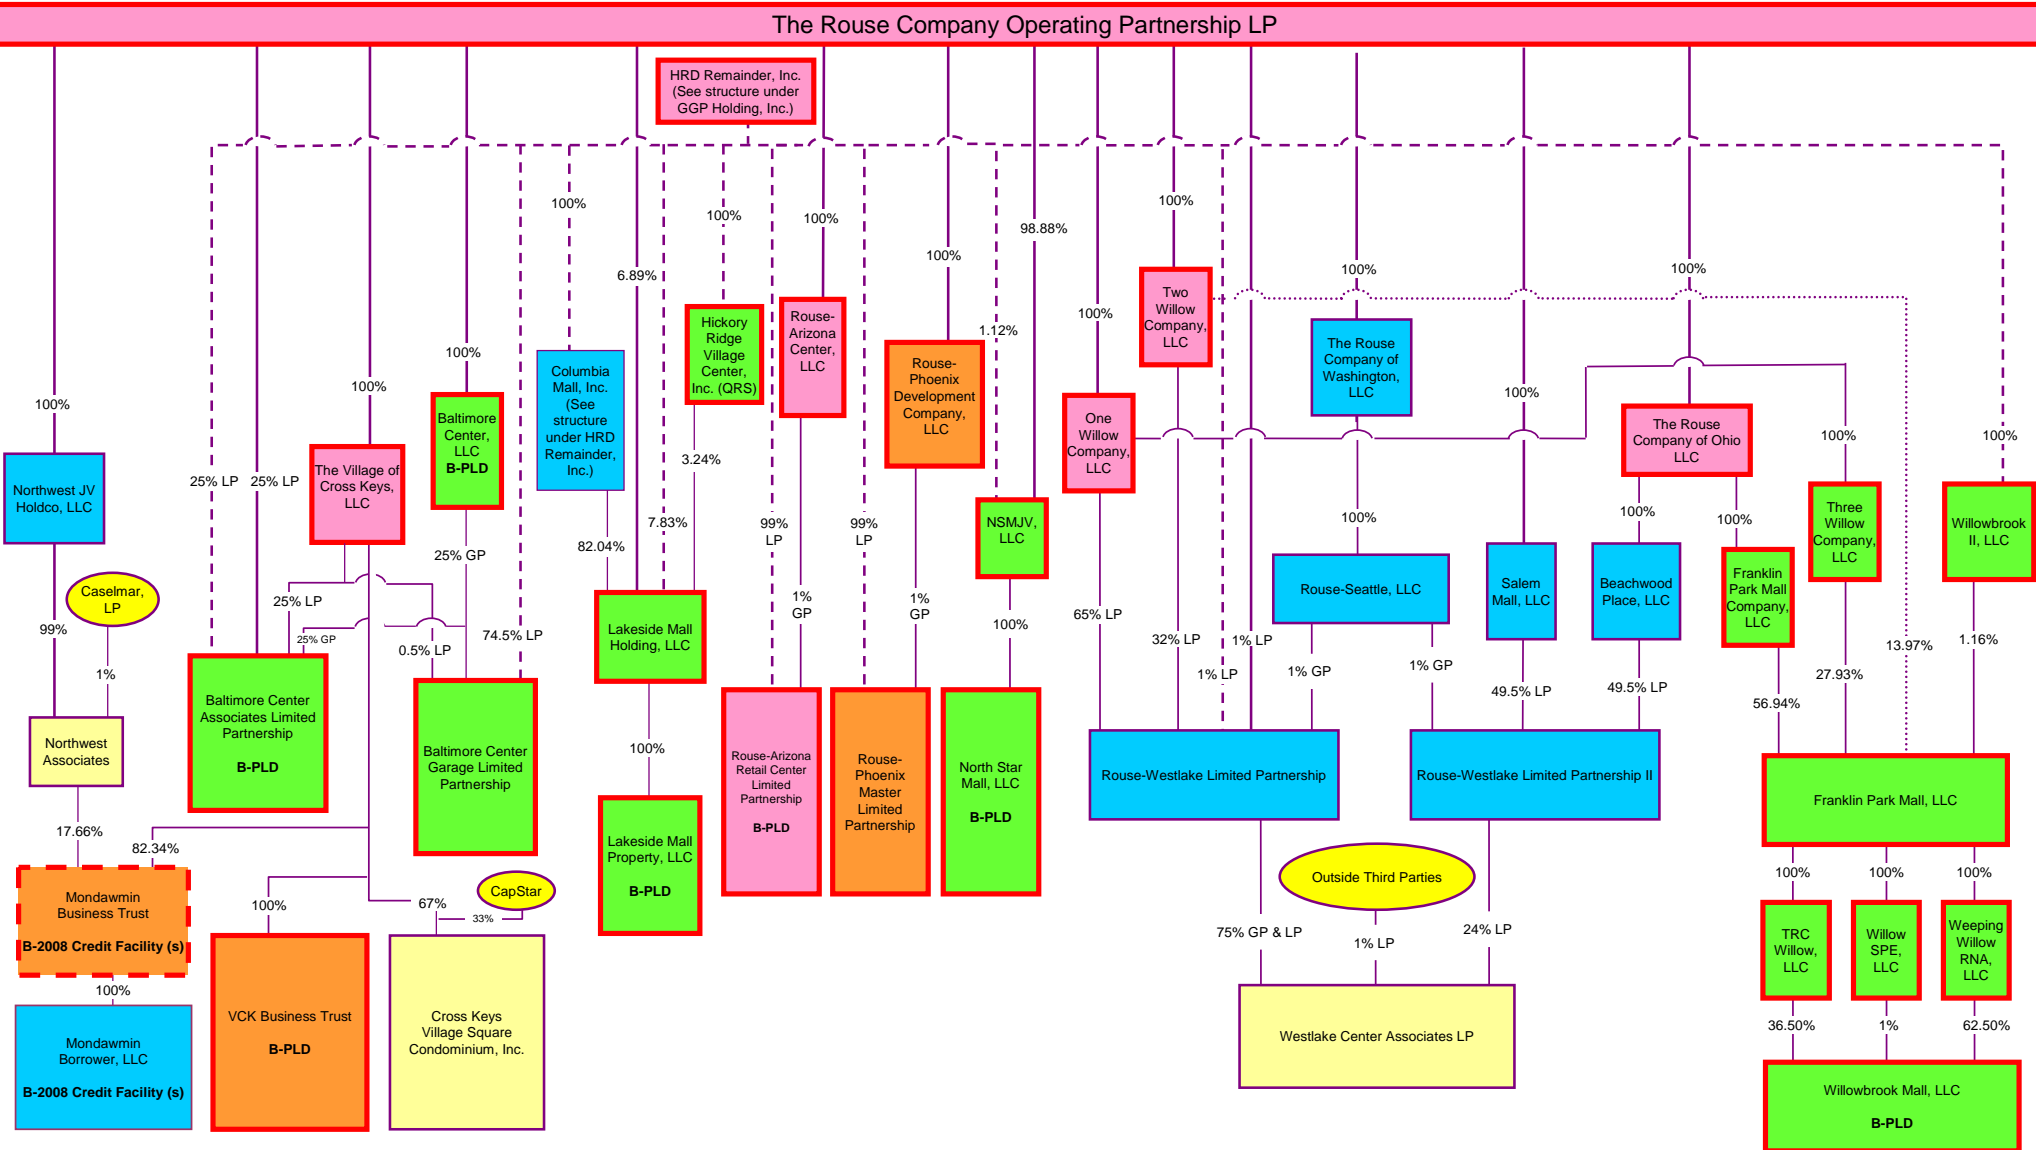 The Rouse Company Operating Partnership LP
HRD Remainder, Inc.
(See structure under
GGP Holding, Inc.)
100%
100%
100%
100%
98.88%
100%
6.89%
100%
100%
1.12%
100%
100%
100%
100%
100%
100%
100%
100%
Two
Willow
Company,
LLC
Hickory
Ridge
Village
Center,
Inc. (QRS)
Rouse-
Arizona
Center,
LLC
The Rouse
Company of
Washington,
LLC
Columbia
Mall, Inc.
(See
structure
under HRD
Remainder,
Inc.)
Rouse-
Phoenix
Development
Company,
LLC
Baltimore
Center,
LLC
B-PLD
One
Willow
Company,
LLC
The Rouse
Company of Ohio
LLC
The Village of
Cross Keys,
LLC
Northwest JV
Holdco, LLC
25% LP
25% LP
3.24%
7.83%
82.04%
25% GP
99%
LP
99%
LP
100%
100%
100%
NSMJV,
LLC
Three
Willow
Company,
LLC
Willowbrook
II, LLC
Rouse-Seattle, LLC
Salem
Mall, LLC
Beachwood
Place, LLC
Franklin
Park Mall
Company,
LLC
Caselmar,
LP
99%
1%
25% LP
25% GP
0.5% LP
74.5% LP
Lakeside Mall
Holding, LLC
1%
GP
1%
GP
100%
65% LP
32% LP
1% LP
1% LP
1% GP
1% GP
49.5% LP
49.5% LP
56.94%
27.93%
13.97%
1.16%
Northwest
Associates
Baltimore Center
Associates Limited
Partnership
B-PLD
Baltimore Center
Garage Limited
Partnership
100%
Rouse-Arizona
Retail Center
Limited
Partnership
B-PLD
Rouse-
Phoenix
Master
Limited
Partnership
North Star
Mall, LLC
B-PLD
Rouse-Westlake Limited Partnership
Rouse-Westlake Limited Partnership II
Franklin Park Mall, LLC
17.66%
82.34%
Lakeside Mall
Property, LLC
B-PLD
Mondawmin
Business Trust
B-2008 Credit Facility (s)
100%
67%
33%
CapStar
Outside Third Parties
75% GP & LP
1% LP
24% LP
100%
100%
100%
TRC
Willow,
LLC
Willow
SPE,
LLC
Weeping
Willow
RNA,
LLC
100%
Mondawmin
Borrower, LLC
B-2008 Credit Facility (s)
VCK Business Trust
B-PLD
Cross Keys
Village Square
Condominium, Inc.
Westlake Center Associates LP
36.50%
1%
62.50%
Willowbrook Mall, LLC
B-PLD